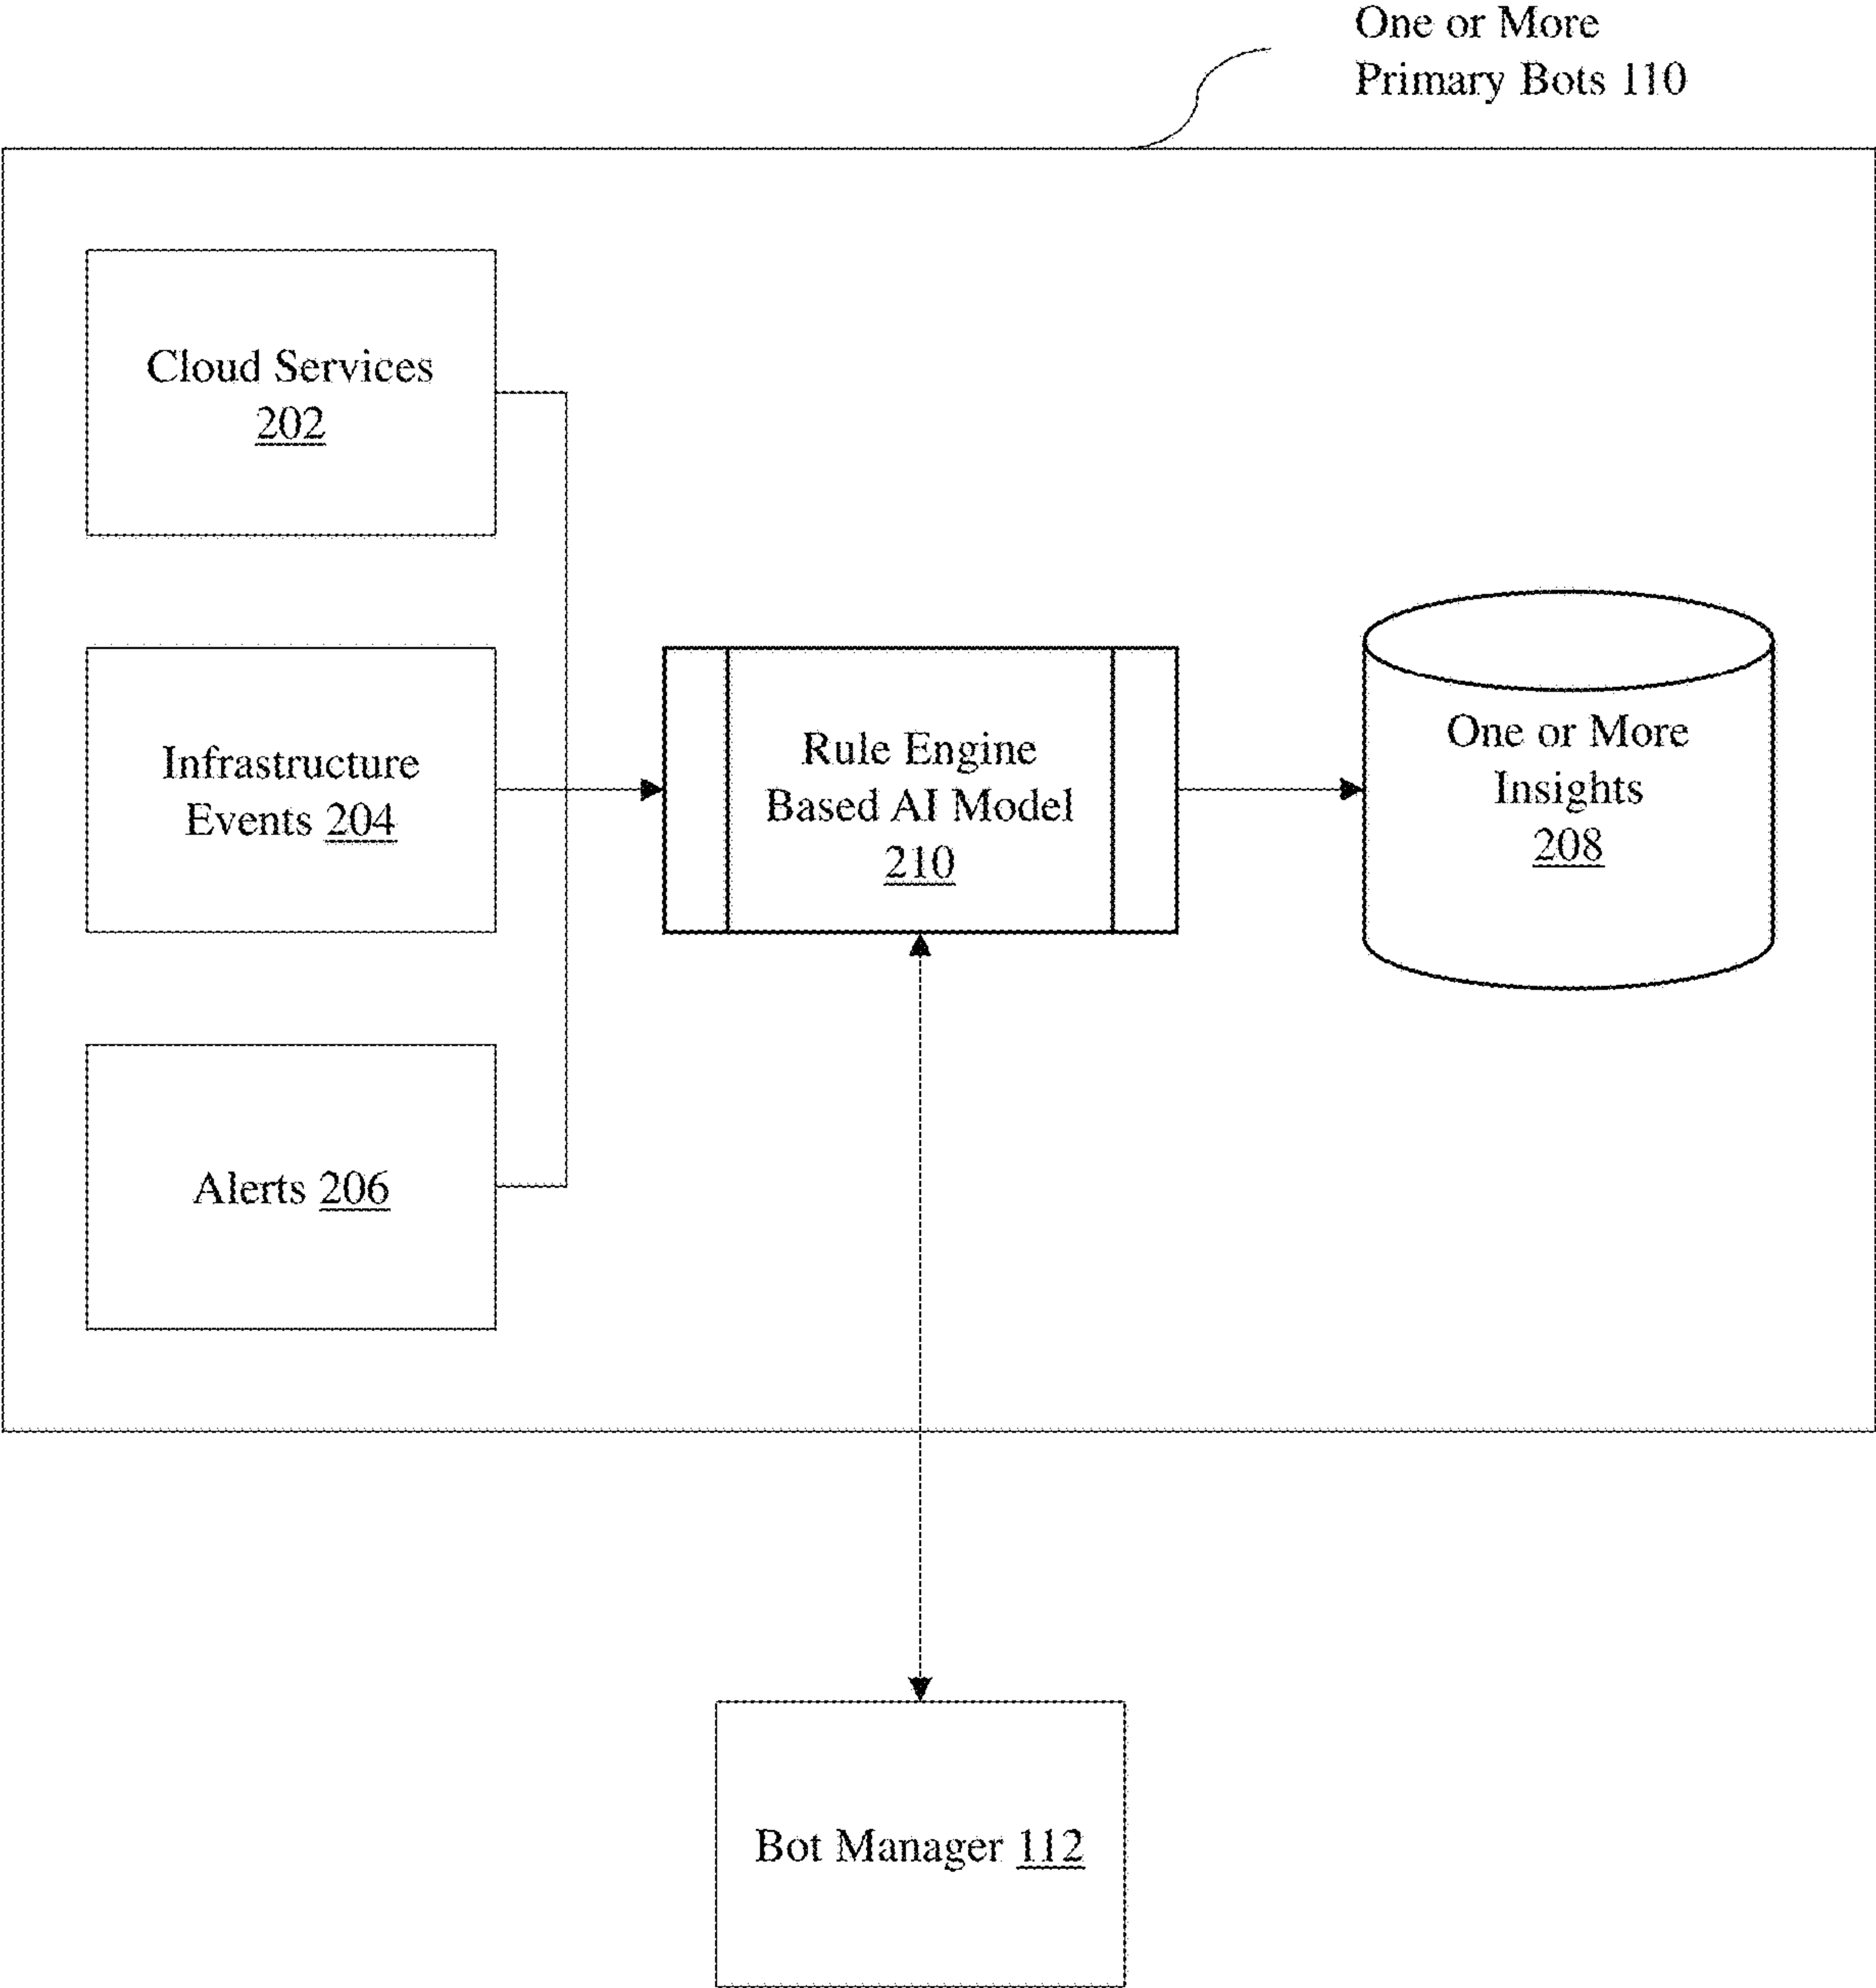 One or More
Primary Bots 110
Cloud Services
202
Infrastructure
Events 204
Alerts 206
Rule Engine
Based AI Model
210
One or More
Insights
208
Bot Manager 112